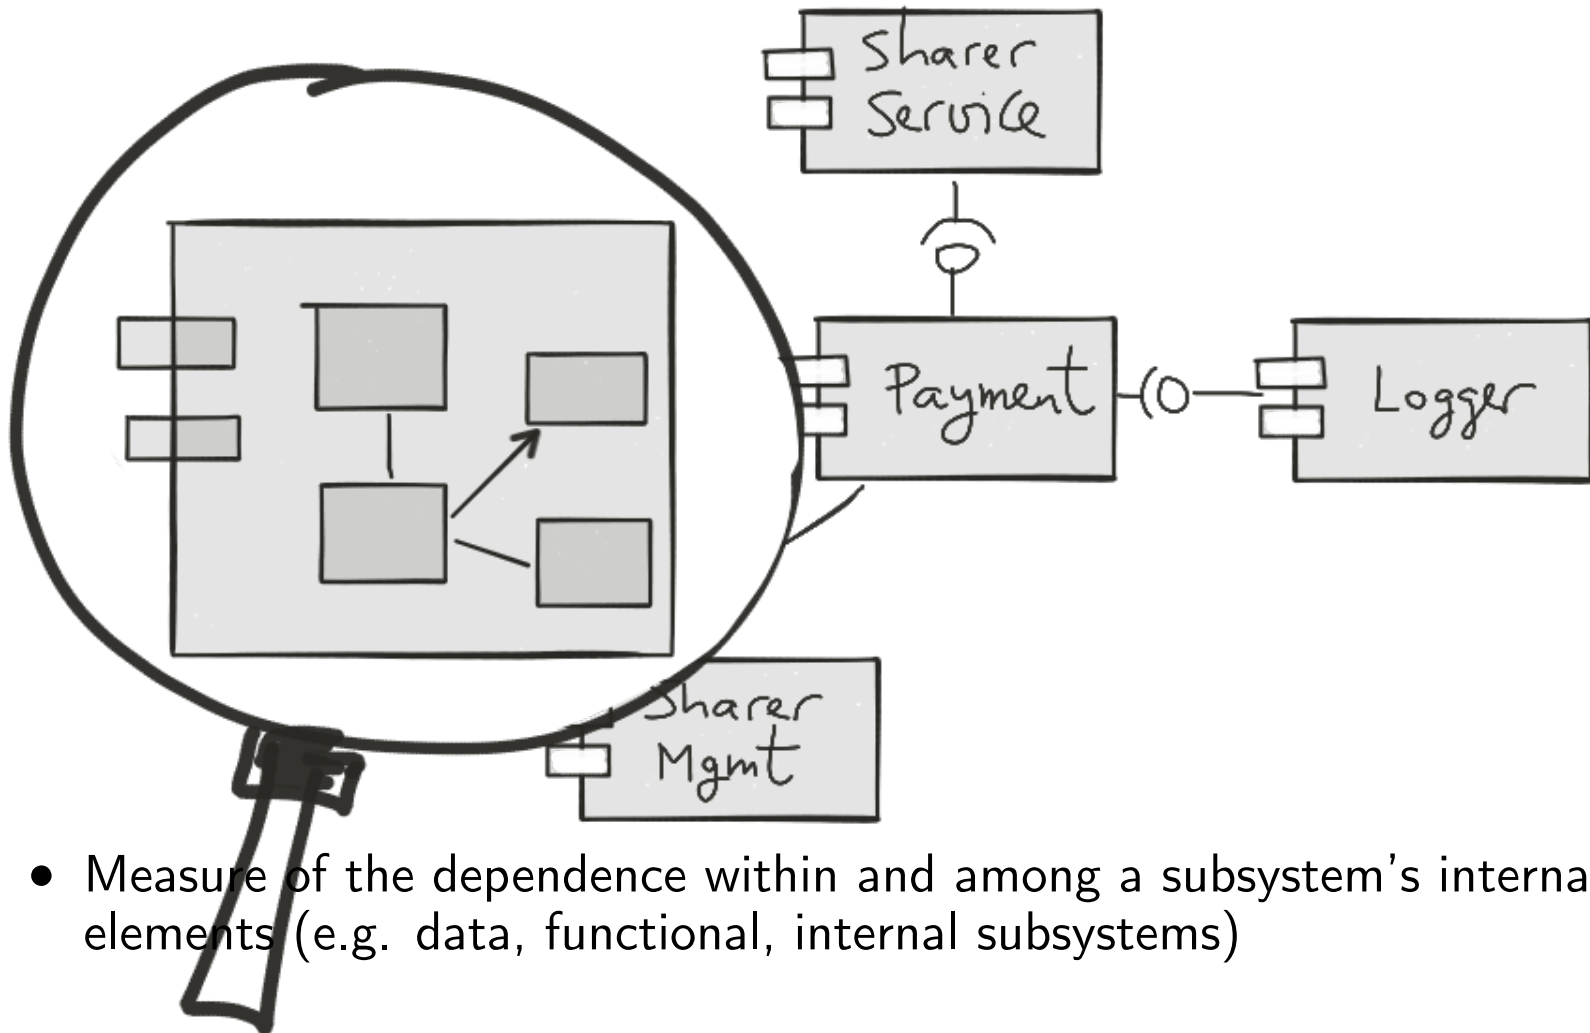 Sharer
Service
Payment
Logger
Sharer
Mgmt
• Measure of the dependence within and among a subsystem's interna
elements (e.g. data, functional, internal subsystems)